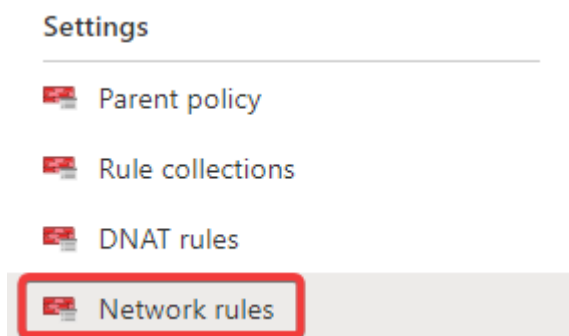 Settings
Parent policy
Rule collections
DNAT rules
Network rules